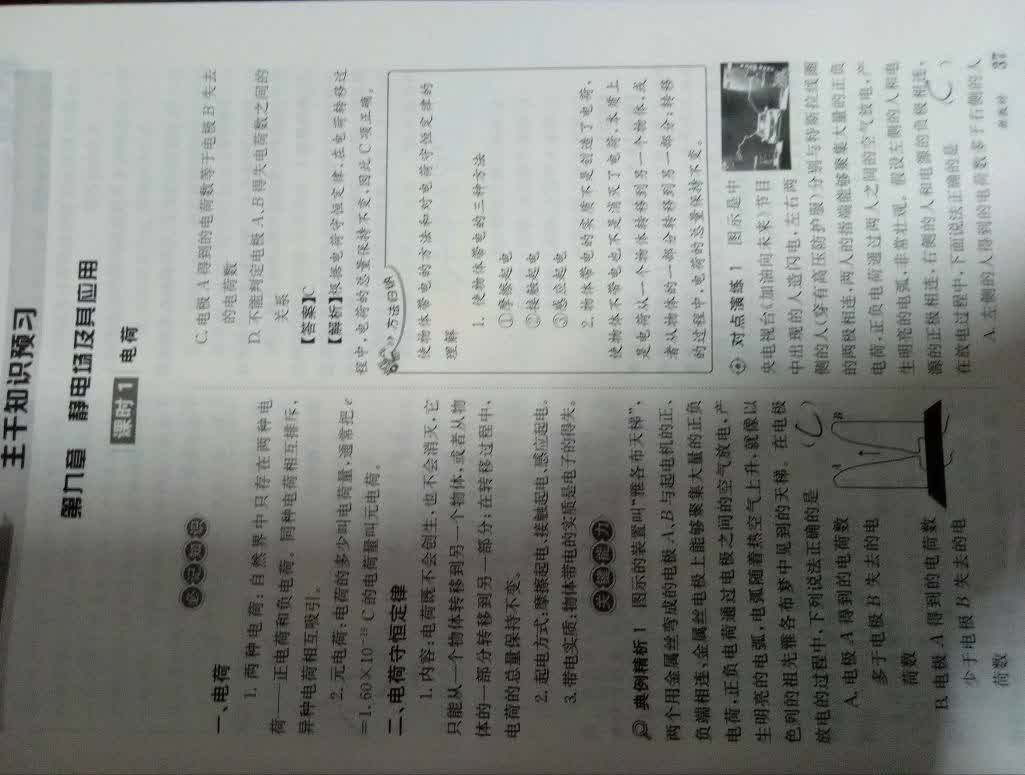 主干知识预习
第九章 静电场及其应用
课时1 电荷
必备知识
一、电荷
1. 两种电荷:自然界中只存在两种电
荷——正电荷和负电荷。同种电荷相互排斥,
异种电荷相互吸引。
2. 元电荷:电荷的多少叫电荷量,通常把 e
=1.60×10⁻¹⁹ C 的电荷量叫元电荷。
二、电荷守恒定律
1. 内容:电荷既不会创生,也不会消灭,它
只能从一个物体转移到另一个物体,或者从物
体的一部分转移到另一部分;在转移过程中,
电荷的总量保持不变。
2. 起电方式:摩擦起电、接触起电、感应起电。
3. 带电实质:物体带电的实质是电子的得失。
关键能力
典例精析 1 图示的装置叫“雅各布天梯”,
两个用金属丝弯成的电极 A、B 与起电机的正、
负端相连,金属丝电极上能够聚集大量的正负
电荷,正负电荷通过电极之间的空气放电,产
生明亮的电弧,电弧随着热空气上升,就像以
色列的祖先雅各布梦中见到的天梯。在电极
放电的过程中,下列说法正确的是 (C)
A. 电极 A 得到的电荷数
多于电极 B 失去的电
荷数
B. 电极 A 得到的电荷数
少于电极 B 失去的电
荷数
A
B
C. 电极 A 得到的电荷数等于电极 B 失去
的电荷数
D. 不能判定电极 A、B 得失电荷数之间的
关系
【答案】C
【解析】根据电荷守恒定律,在电荷转移过
程中,电荷的总量保持不变,因此 C 项正确。
方法归纳
使物体带电的方法和对电荷守恒定律的
理解
1. 使物体带电的三种方法
①摩擦起电
②接触起电
③感应起电
2. 物体带电的实质不是创造了电荷,
使物体不带电也不是消灭了电荷,本质上
是电荷从一个物体转移到另一个物体,或
者从物体的一部分转移到另一部分;转移
的过程中,电荷的总量保持不变。
对点演练 1 图示是中
央电视台《加油向未来》节目
中出现的人造闪电,左右两
侧的人(穿有高压防护服)分别与特斯拉线圈
的两极相连,两人的指端能够聚集大量的正负
电荷,正负电荷通过两人之间的空气放电,产
生明亮的电弧,非常壮观。假设左侧的人和电
源的正极相连,右侧的人和电源的负极相连,
在放电过程中,下面说法正确的是 (C)
A. 左侧的人得到的电荷数多于右侧的人
新教材 37